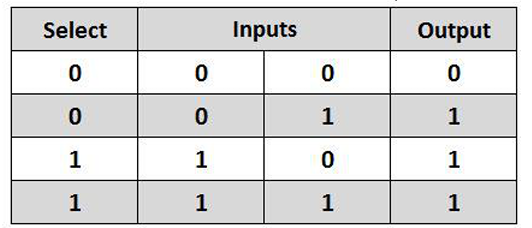 Select Inputs Output
0 0 0 0
0 0 1 1
1 1 0 1
1 1 1 1